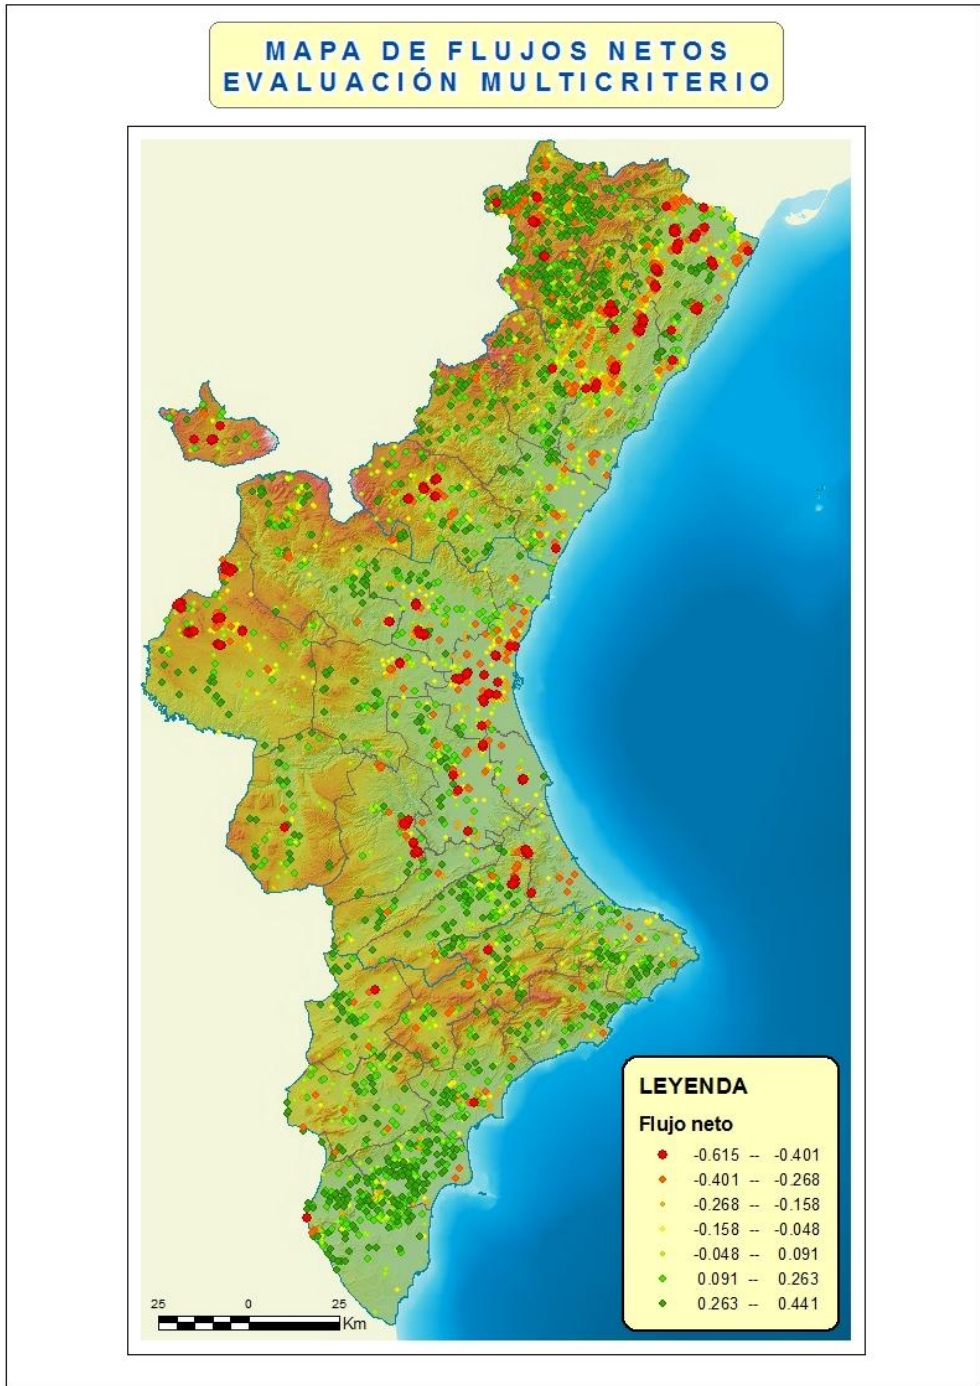 MAPA DE FLUJOS NETOS
EVALUACIÓN MULTICRITERIO
LEYENDA
Flujo neto
-0.615 -- -0.401
-0.401 -- -0.268
-0.268 -- -0.158
-0.158 -- -0.048
-0.048 -- 0.091
0.091 -- 0.263
0.263 -- 0.441
25 0 25
Km